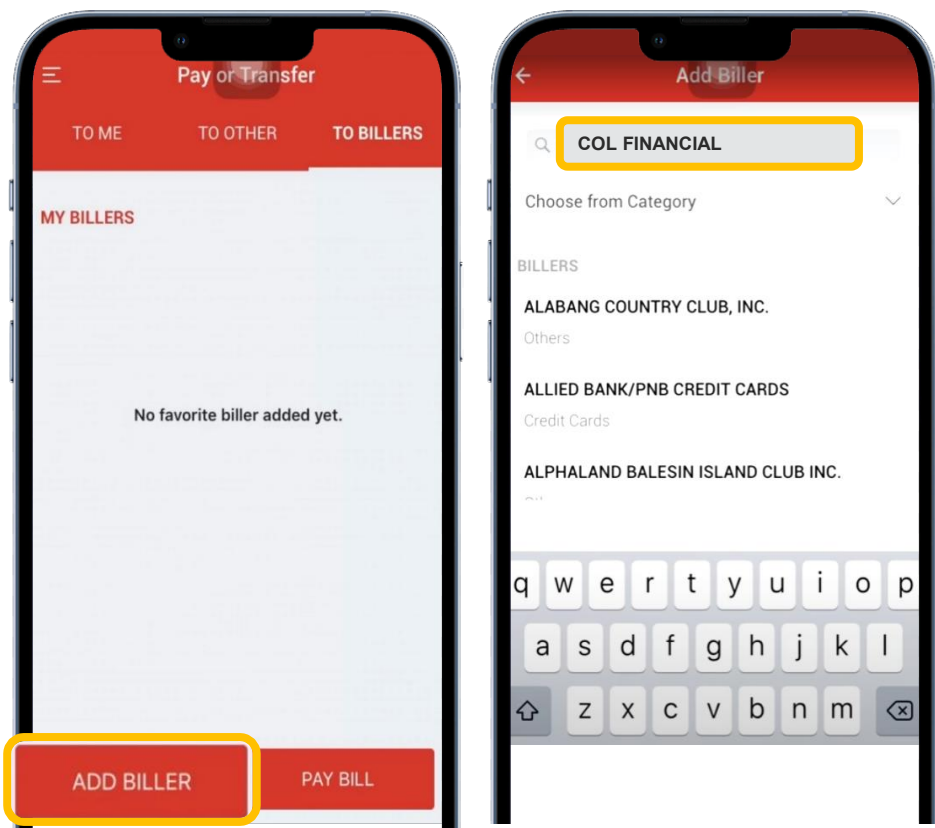 Pay or Transfer
TO ME TO OTHER TO BILLERS
MY BILLERS
No favorite biller added yet.
ADD BILLER PAY BILL
Add Biller
COL FINANCIAL
Choose from Category
BILLERS
ALABANG COUNTRY CLUB, INC.
Others
ALLIED BANK/PNB CREDIT CARDS
Credit Cards
ALPHALAND BALESIN ISLAND CLUB INC.
q w e r t y u i o p
a s d f g h j k l
z x c v b n m